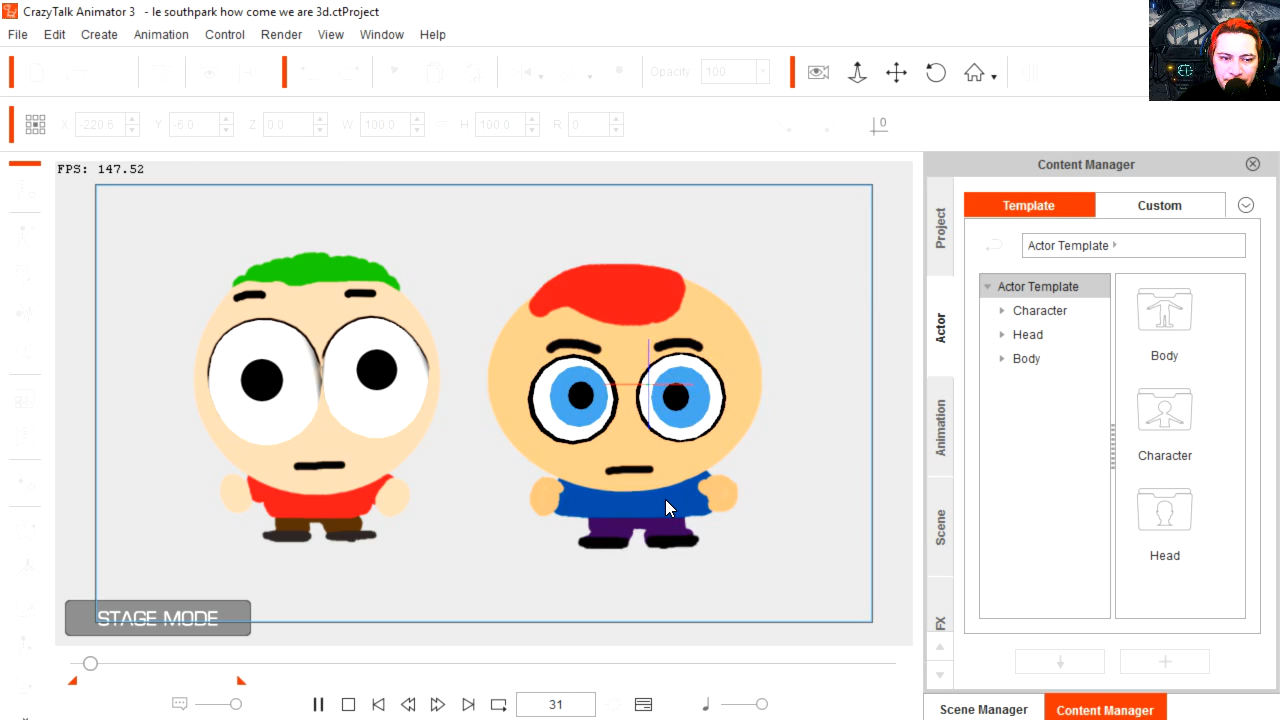 CrazyTalk Animator 3 - le southpark how come we are 3d.ctProject
File Edit Create Animation Control Render View Window Help
Opacity 100
X -220.6 Y -6.0 Z 0.0 W 100.0 H 100.0 R 0
0
FPS: 147.52
STAGE MODE
31
Content Manager
Template Custom
Actor Template
Actor Template
Character
Head
Body
Body
Character
Head
Project
Actor
Animation
Scene
FX
Scene Manager Content Manager